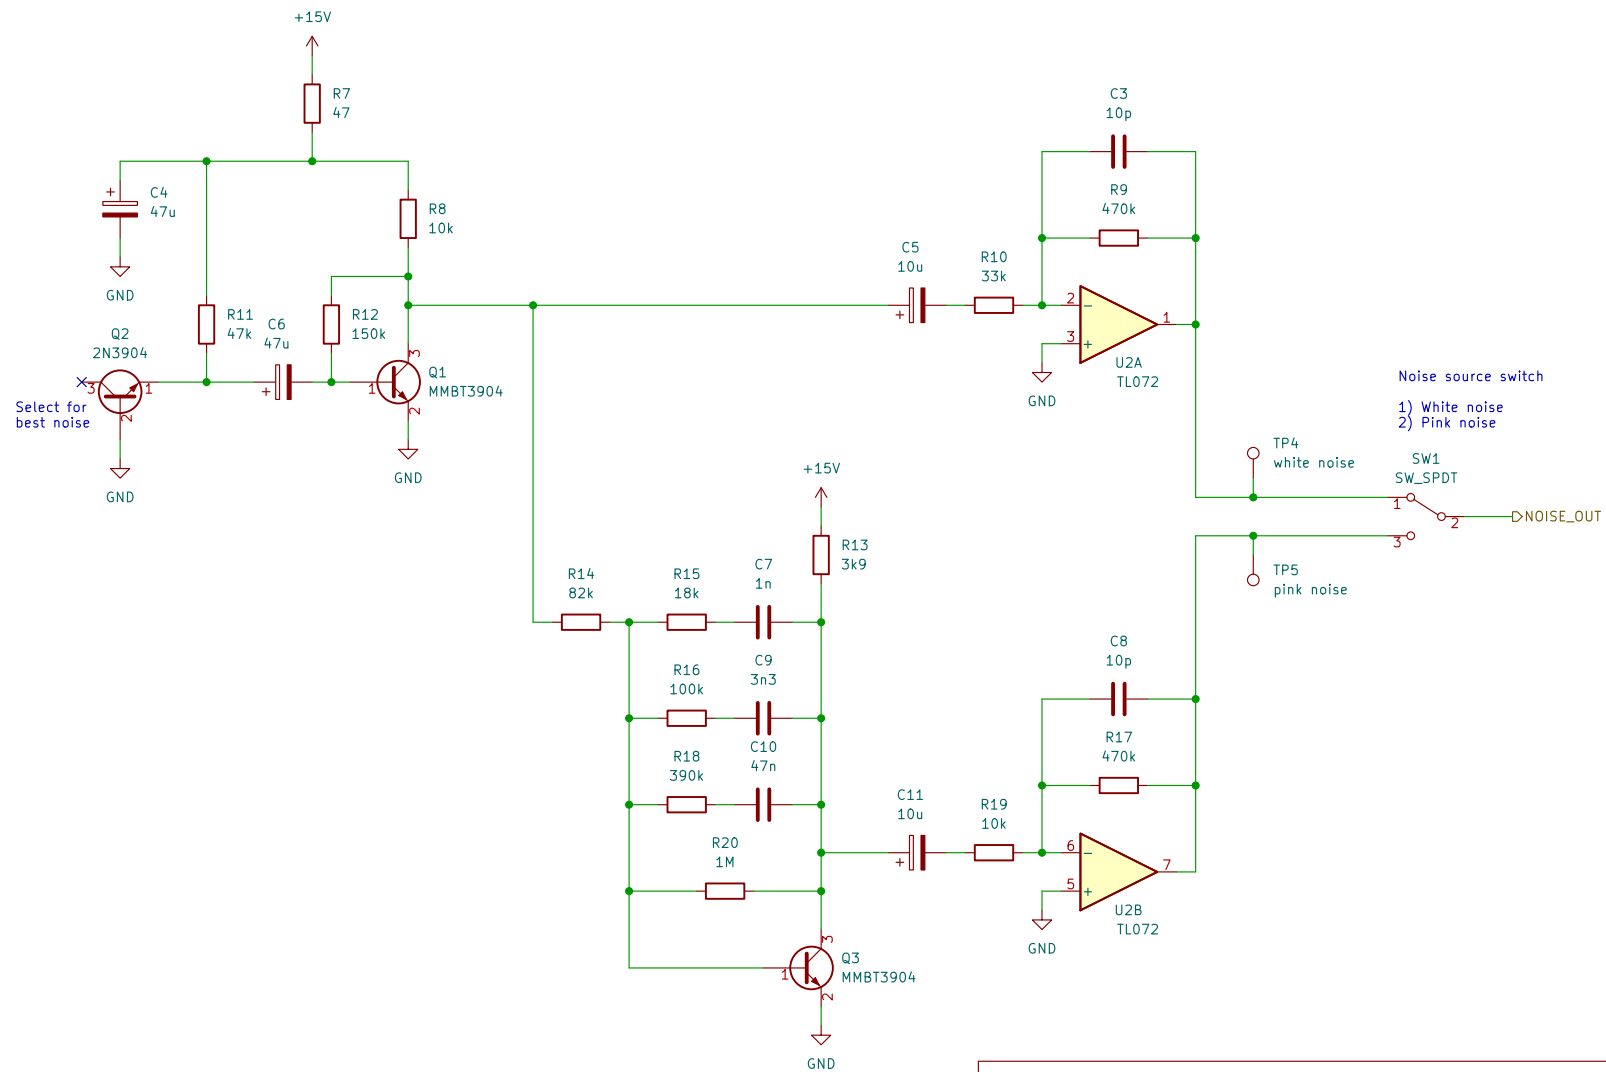 +15V
R7
47
C4
47u
GND
R8
10k
R11
47k
C6
47u
R12
150k
Q2
2N3904
3
1
2
Select for
best noise
GND
+
+
1
3
2
Q1
MMBT3904
GND
C3
10p
R9
470k
C5
10u
+
R10
33k
2
3
1
−
+
U2A
TL072
GND
Noise source switch
1) White noise
2) Pink noise
SW1
SW_SPDT
TP4
white noise
1
2
3
NOISE_OUT
TP5
pink noise
+15V
R13
3k9
R14
82k
R15
18k
C7
1n
R16
100k
C9
3n3
R18
390k
C10
47n
R20
1M
C8
10p
R17
470k
C11
10u
+
R19
10k
6
5
7
−
+
U2B
TL072
GND
3
1
2
Q3
MMBT3904
GND